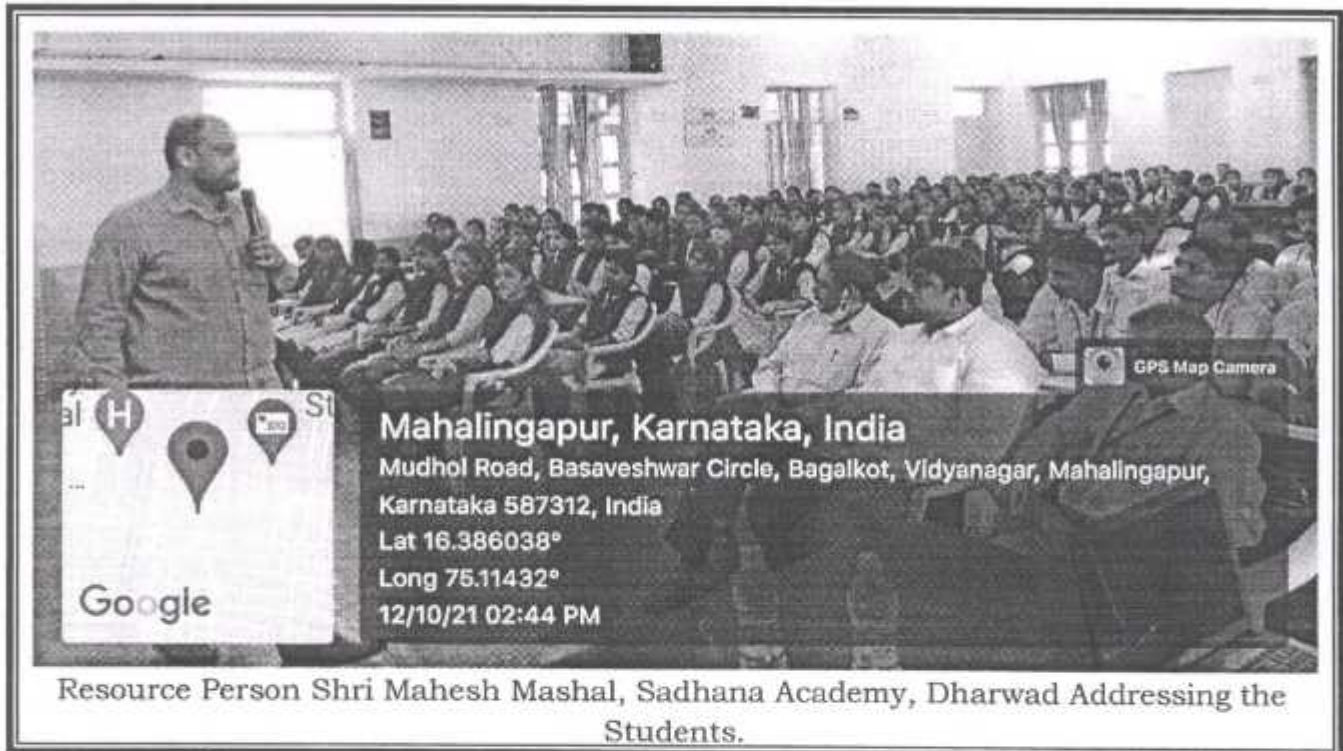 GPS Map Camera
al
H
St
...
Google
Mahalingapur, Karnataka, India
Mudhol Road, Basaveshwar Circle, Bagalkot, Vidyanagar, Mahalingapur,
Karnataka 587312, India
Lat 16.386038°
Long 75.11432°
12/10/21 02:44 PM
Resource Person Shri Mahesh Mashal, Sadhana Academy, Dharwad Addressing the
Students.